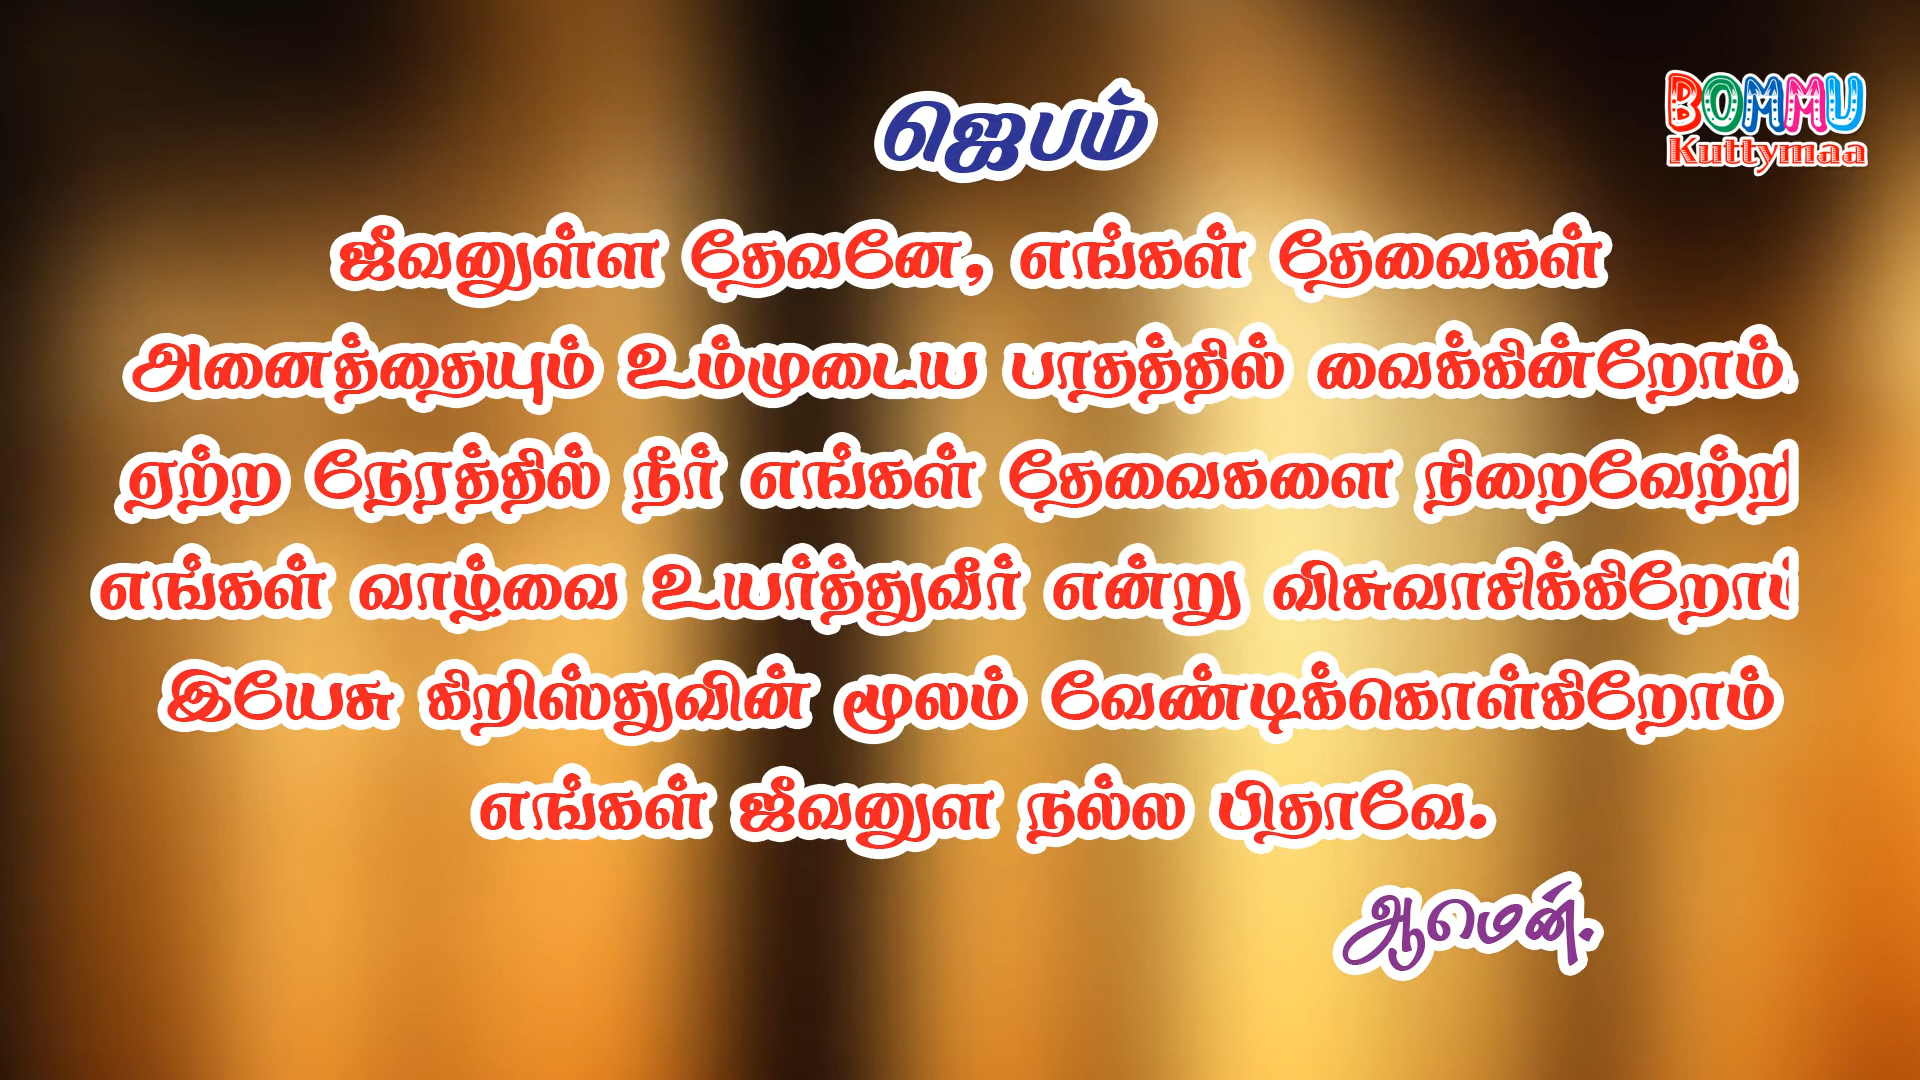 ஜெபம்
BOMMU
Kuttymaa
ஜீவனுள்ள தேவனே, எங்கள் தேவைகள்
அனைத்தையும் உம்முடைய பாதத்தில் வைக்கின்றோம்.
ஏற்ற நேரத்தில் நீர் எங்கள் தேவைகளை நிறைவேற்றி
எங்கள் வாழ்வை உயர்த்துவீர் என்று விசுவாசிக்கிறோம்
இயேசு கிறிஸ்துவின் மூலம் வேண்டிக்கொள்கிறோம்
எங்கள் ஜீவனுள நல்ல பிதாவே.
ஆமென்.